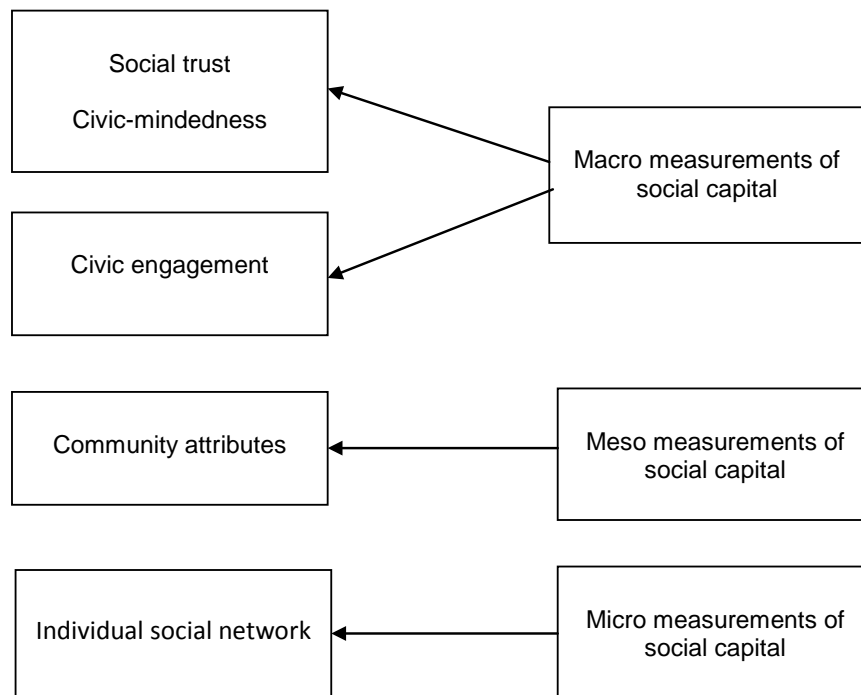 Social trust
Civic-mindedness
Macro measurements of
social capital
Civic engagement
Community attributes
Meso measurements of
social capital
Individual social network
Micro measurements of
social capital